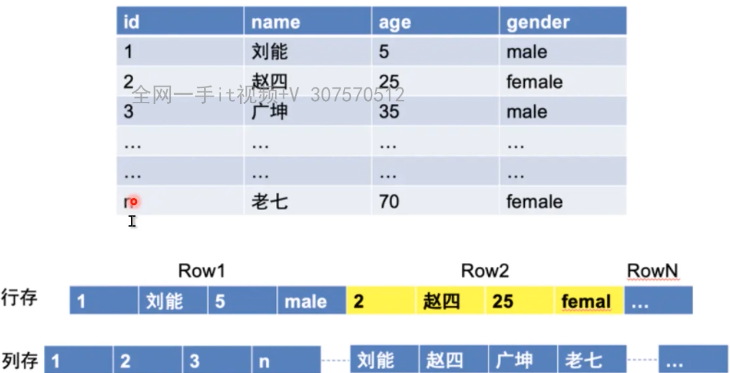 id name age gender
1 刘能 5 male
2 赵四 25 female
全网一手it视频+V 307570512
3 广坤 35 male
... ... ... ...
... ... ... ...
n 老七 70 female
Row1 Row2 RowN
行存 1 刘能 5 male 2 赵四 25 femal ...
列存 1 2 3 n 刘能 赵四 广坤 老七 ...